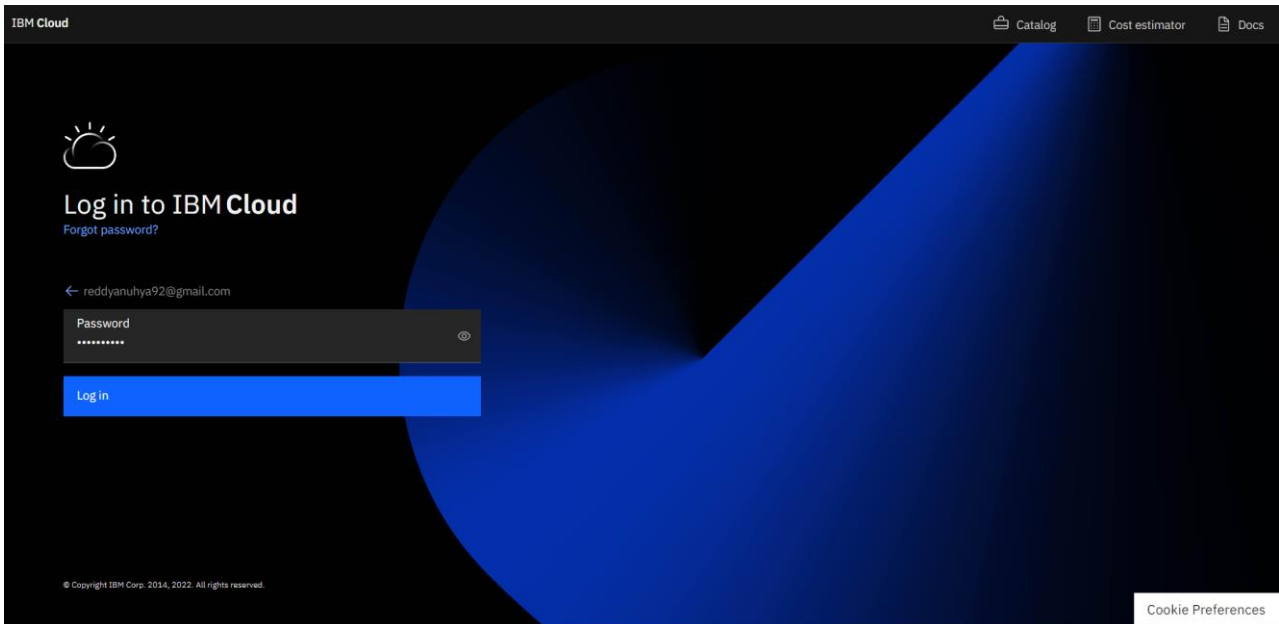 IBM Cloud
Catalog
Cost estimator
Docs
Log in to IBM Cloud
Forgot password?
← reddyanuhya92@gmail.com
Password
••••••••••
Log in
© Copyright IBM Corp. 2014, 2022. All rights reserved.
Cookie Preferences